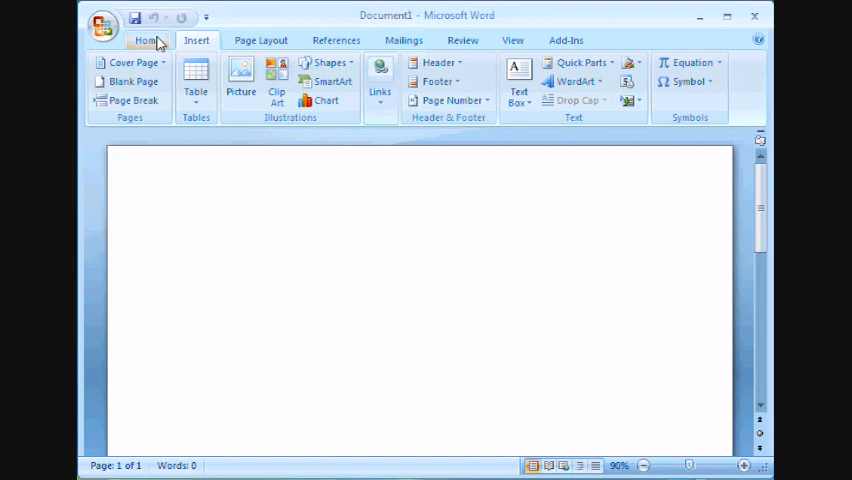 Document1 - Microsoft Word
Home Insert Page Layout References Mailings Review View Add-Ins
Cover Page
Blank Page
Page Break
Pages
Table
Tables
Picture
Clip
Art
Shapes
SmartArt
Chart
Illustrations
Links
Header
Footer
Page Number
Header & Footer
A
Text
Box
Quick Parts
WordArt
Drop Cap
Text
π Equation
Ω Symbol
Symbols
Page: 1 of 1 Words: 0 90%